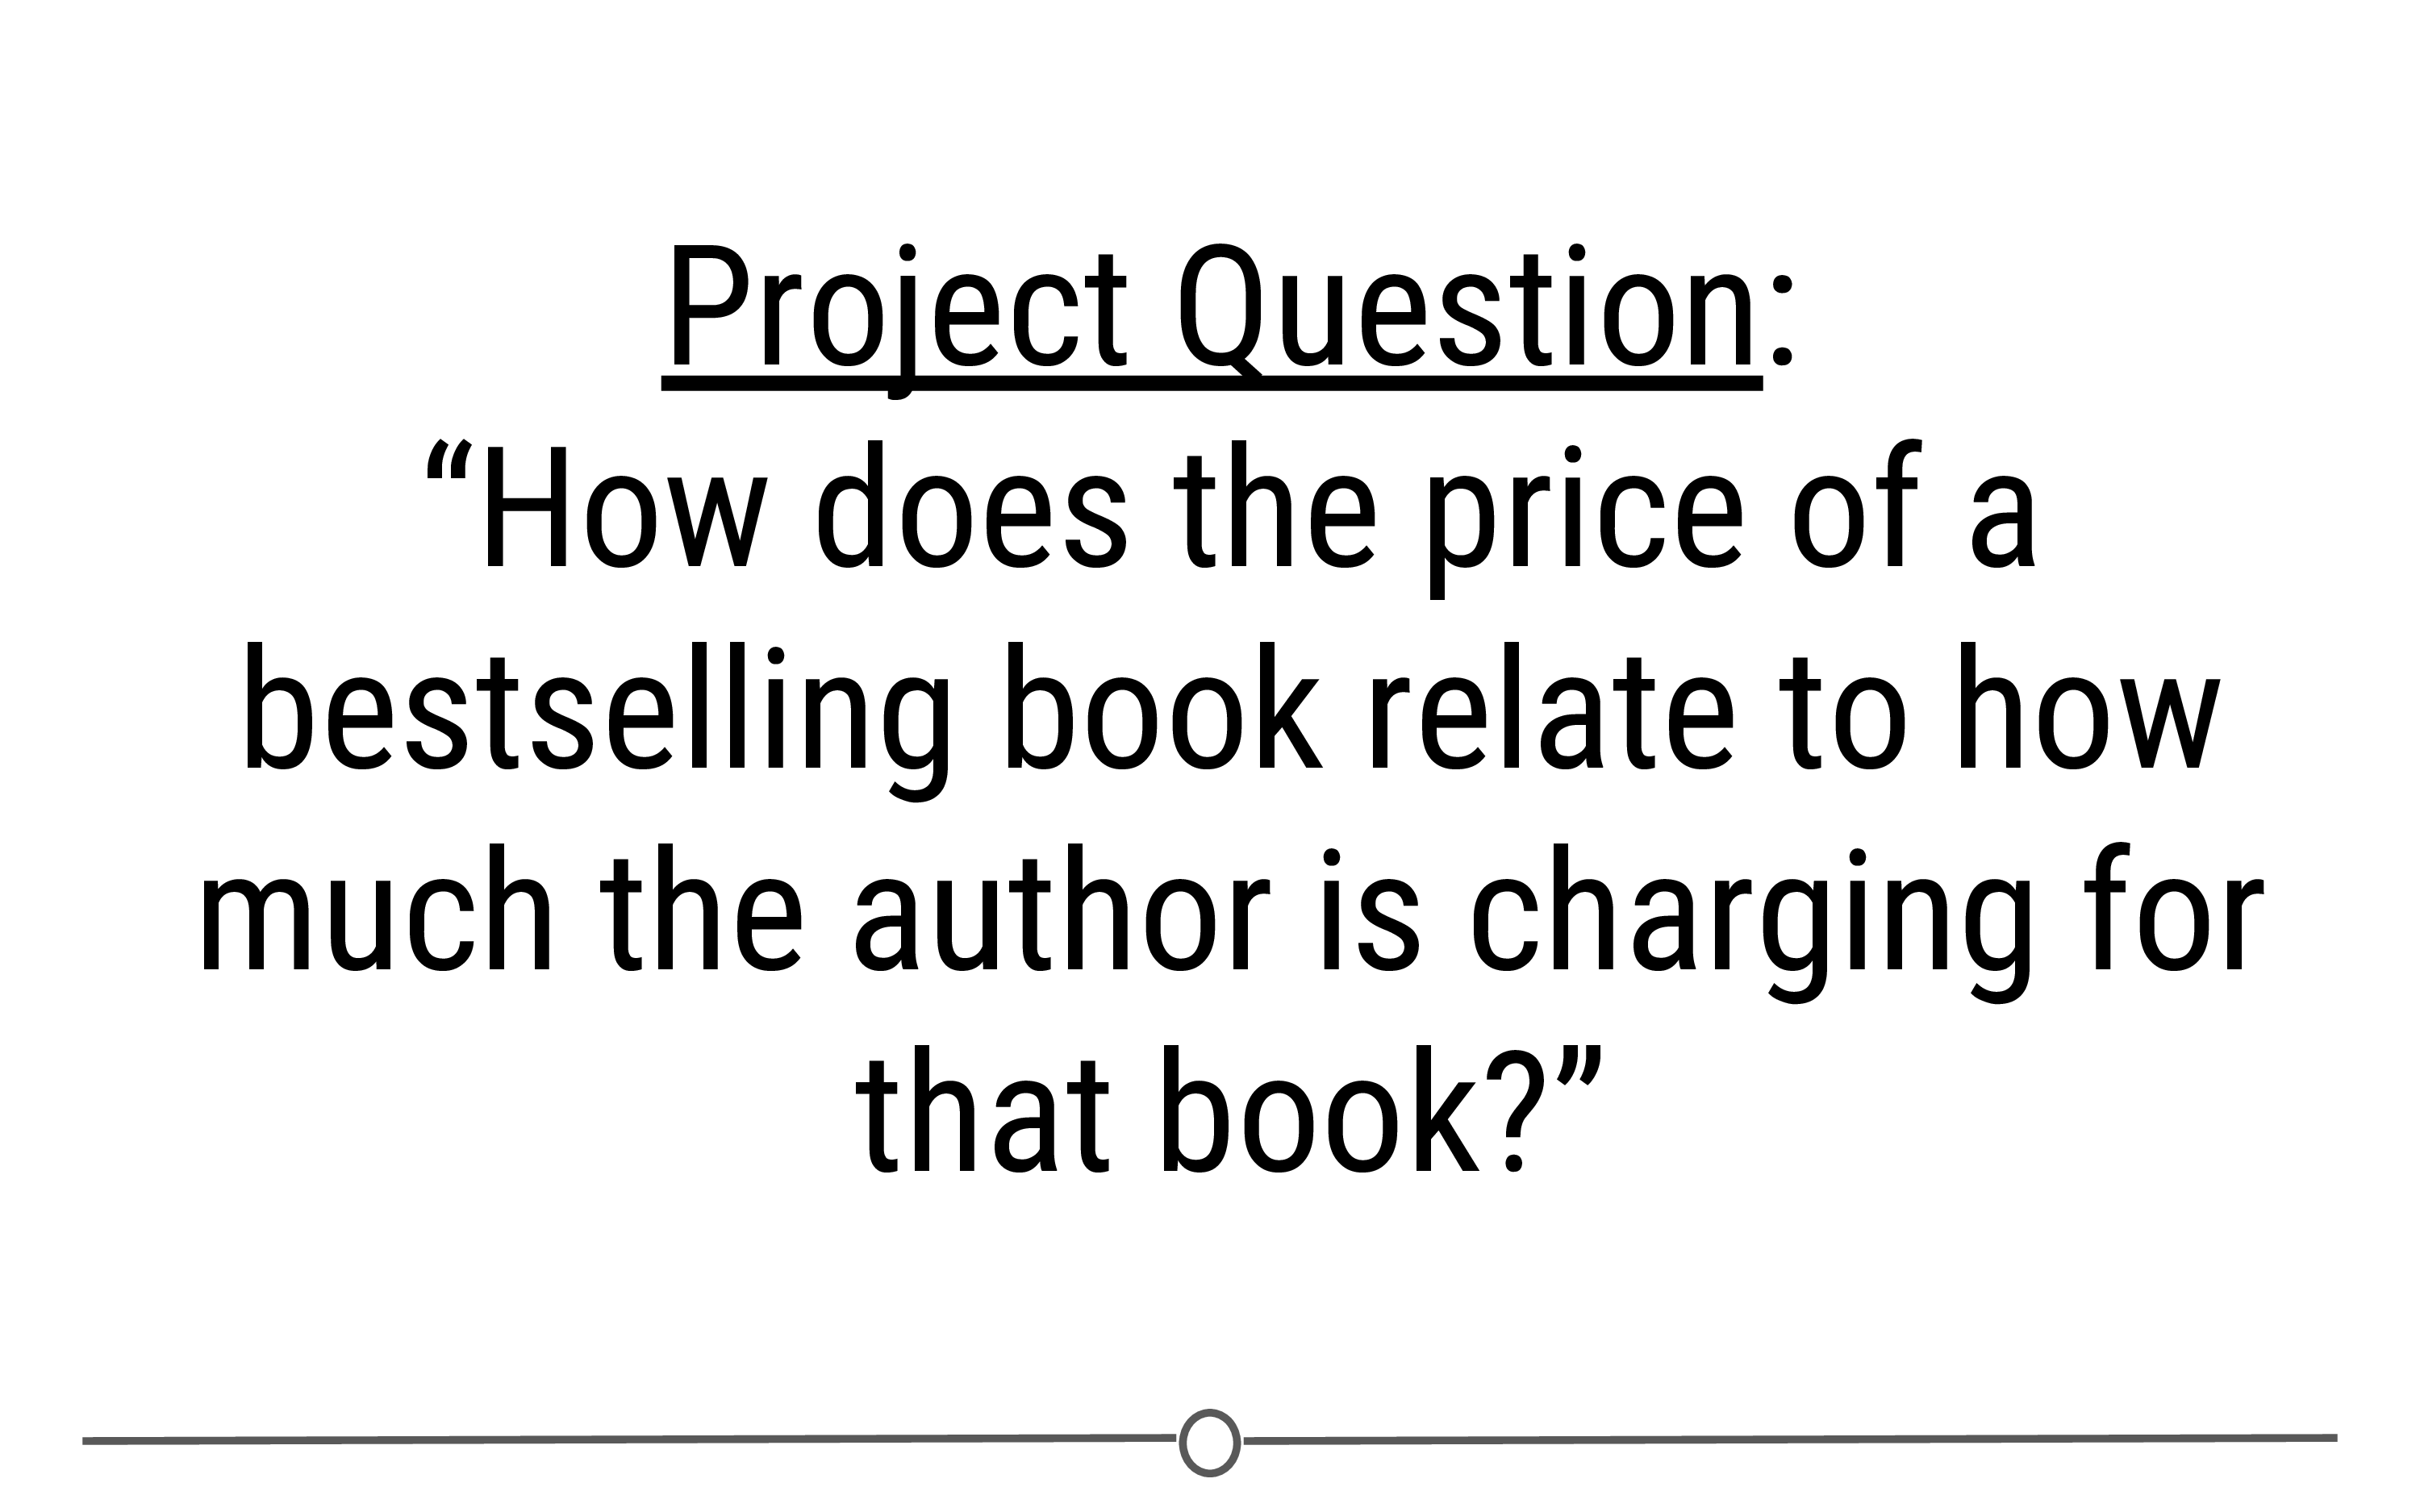 Project Question:
“How does the price of a
bestselling book relate to how
much the author is charging for
that book?”